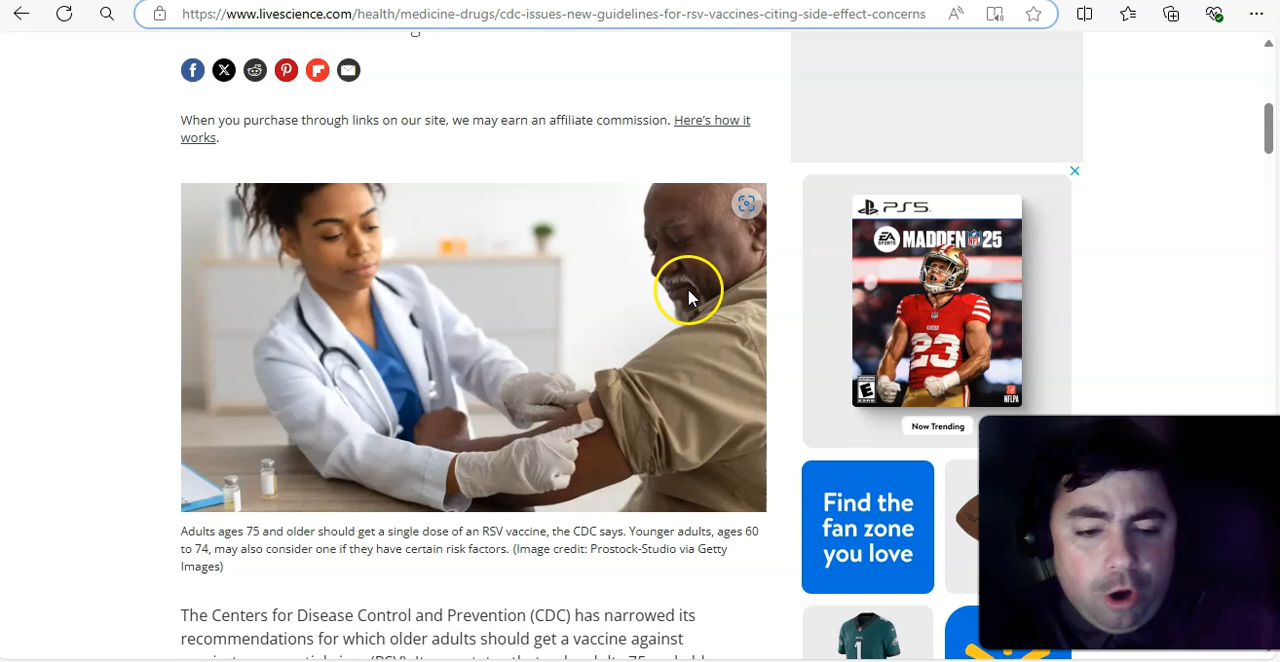 https://www.livescience.com/health/medicine-drugs/cdc-issues-new-guidelines-for-rsv-vaccines-citing-side-effect-concerns
When you purchase through links on our site, we may earn an affiliate commission. Here's how it
works.
Adults ages 75 and older should get a single dose of an RSV vaccine, the CDC says. Younger adults, ages 60
to 74, may also consider one if they have certain risk factors. (Image credit: Prostock-Studio via Getty
Images)
The Centers for Disease Control and Prevention (CDC) has narrowed its
recommendations for which older adults should get a vaccine against
PS5
EA SPORTS MADDEN NFL 25
23
NFLPA
Now Trending
Find the
fan zone
you love
1